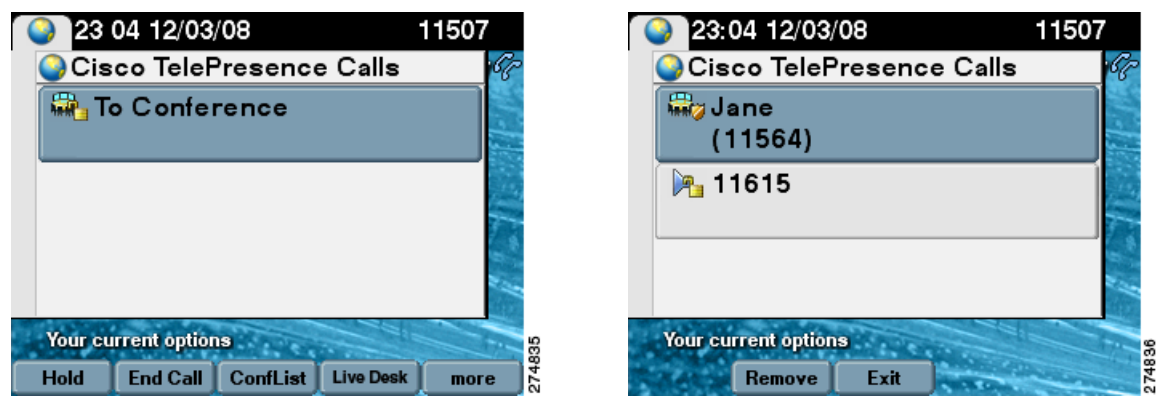 23 04 12/03/08 11507
Cisco TelePresence Calls
To Conference
Your current options
Hold End Call ConfList Live Desk more
274835
23:04 12/03/08 11507
Cisco TelePresence Calls
Jane
(11564)
11615
Your current options
Remove Exit
274836